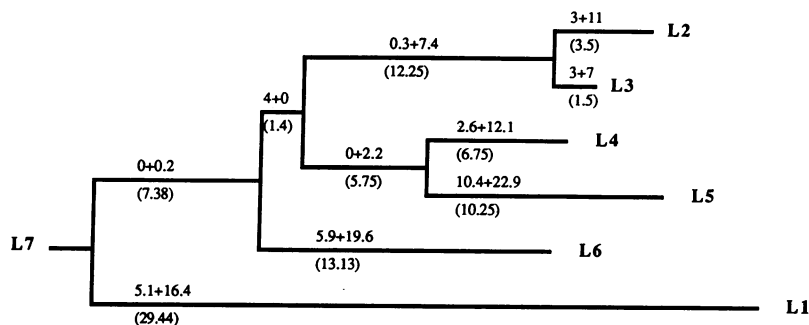 3+11
L2
(3.5)
0.3+7.4
(12.25)
3+7
L3
(1.5)
4+0
(1.4)
2.6+12.1
L4
(6.75)
0+2.2
(5.75)
10.4+22.9
L5
(10.25)
0+0.2
(7.38)
L7
5.9+19.6
L6
(13.13)
5.1+16.4
L1
(29.44)